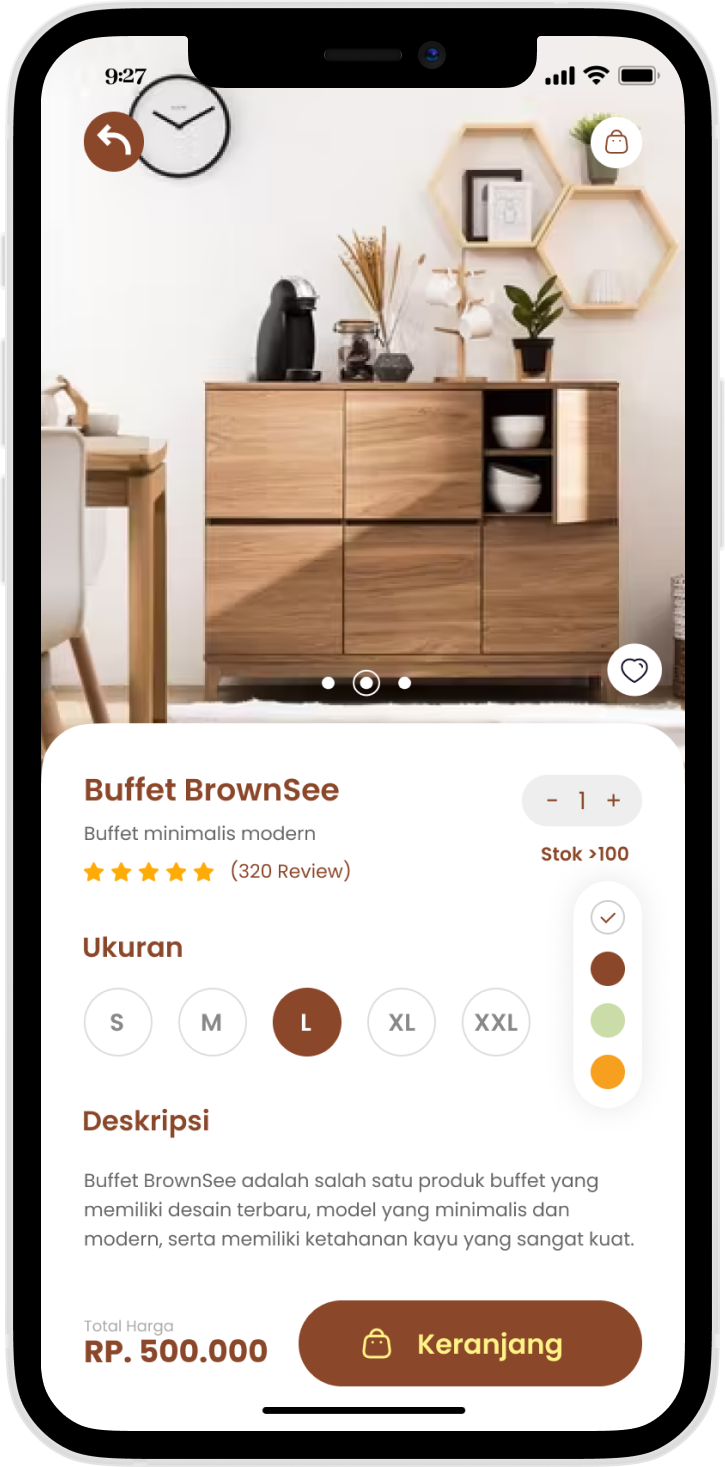 9:27
Buffet BrownSee
- 1 +
Buffet minimalis modern
Stok >100
(320 Review)
Ukuran
S M L XL XXL
Deskripsi
Buffet BrownSee adalah salah satu produk buffet yang
memiliki desain terbaru, model yang minimalis dan
modern, serta memiliki ketahanan kayu yang sangat kuat.
Total Harga
RP. 500.000
Keranjang